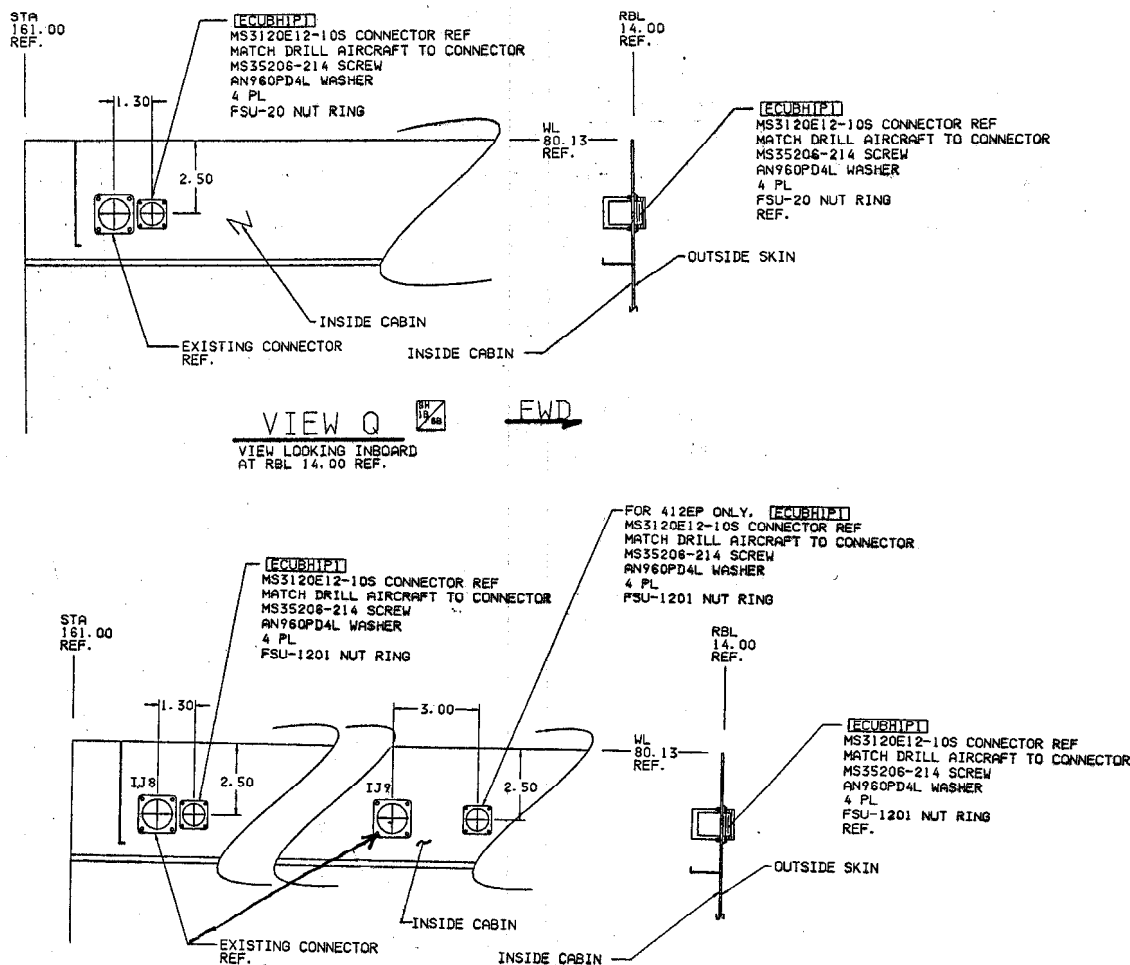 STA
161.00
REF.
ECUBH1P1
MS3120E12-10S CONNECTOR REF
MATCH DRILL AIRCRAFT TO CONNECTOR
MS35206-214 SCREW
AN960PD4L WASHER
4 PL
FSU-20 NUT RING
RBL
14.00
REF.
1.30
2.50
WL
80.13
REF.
ECUBH1P1
MS3120E12-10S CONNECTOR REF
MATCH DRILL AIRCRAFT TO CONNECTOR
MS35206-214 SCREW
AN960PD4L WASHER
4 PL
FSU-20 NUT RING
REF.
OUTSIDE SKIN
INSIDE CABIN
EXISTING CONNECTOR
REF.
INSIDE CABIN
VIEW Q
SH
1B
6B
FWD
VIEW LOOKING INBOARD
AT RBL 14.00 REF.
FOR 412EP ONLY. ECUBH1P1
MS3120E12-10S CONNECTOR REF
MATCH DRILL AIRCRAFT TO CONNECTOR
MS35206-214 SCREW
AN960PD4L WASHER
4 PL
FSU-1201 NUT RING
ECUBH1P1
MS3120E12-10S CONNECTOR REF
MATCH DRILL AIRCRAFT TO CONNECTOR
MS35206-214 SCREW
AN960PD4L WASHER
4 PL
FSU-1201 NUT RING
STA
161.00
REF.
RBL
14.00
REF.
1.30
3.00
IJ8
2.50
IJ9
2.50
WL
80.13
REF.
ECUBH1P1
MS3120E12-10S CONNECTOR REF
MATCH DRILL AIRCRAFT TO CONNECTOR
MS35206-214 SCREW
AN960PD4L WASHER
4 PL
FSU-1201 NUT RING
REF.
OUTSIDE SKIN
INSIDE CABIN
EXISTING CONNECTOR
REF.
INSIDE CABIN